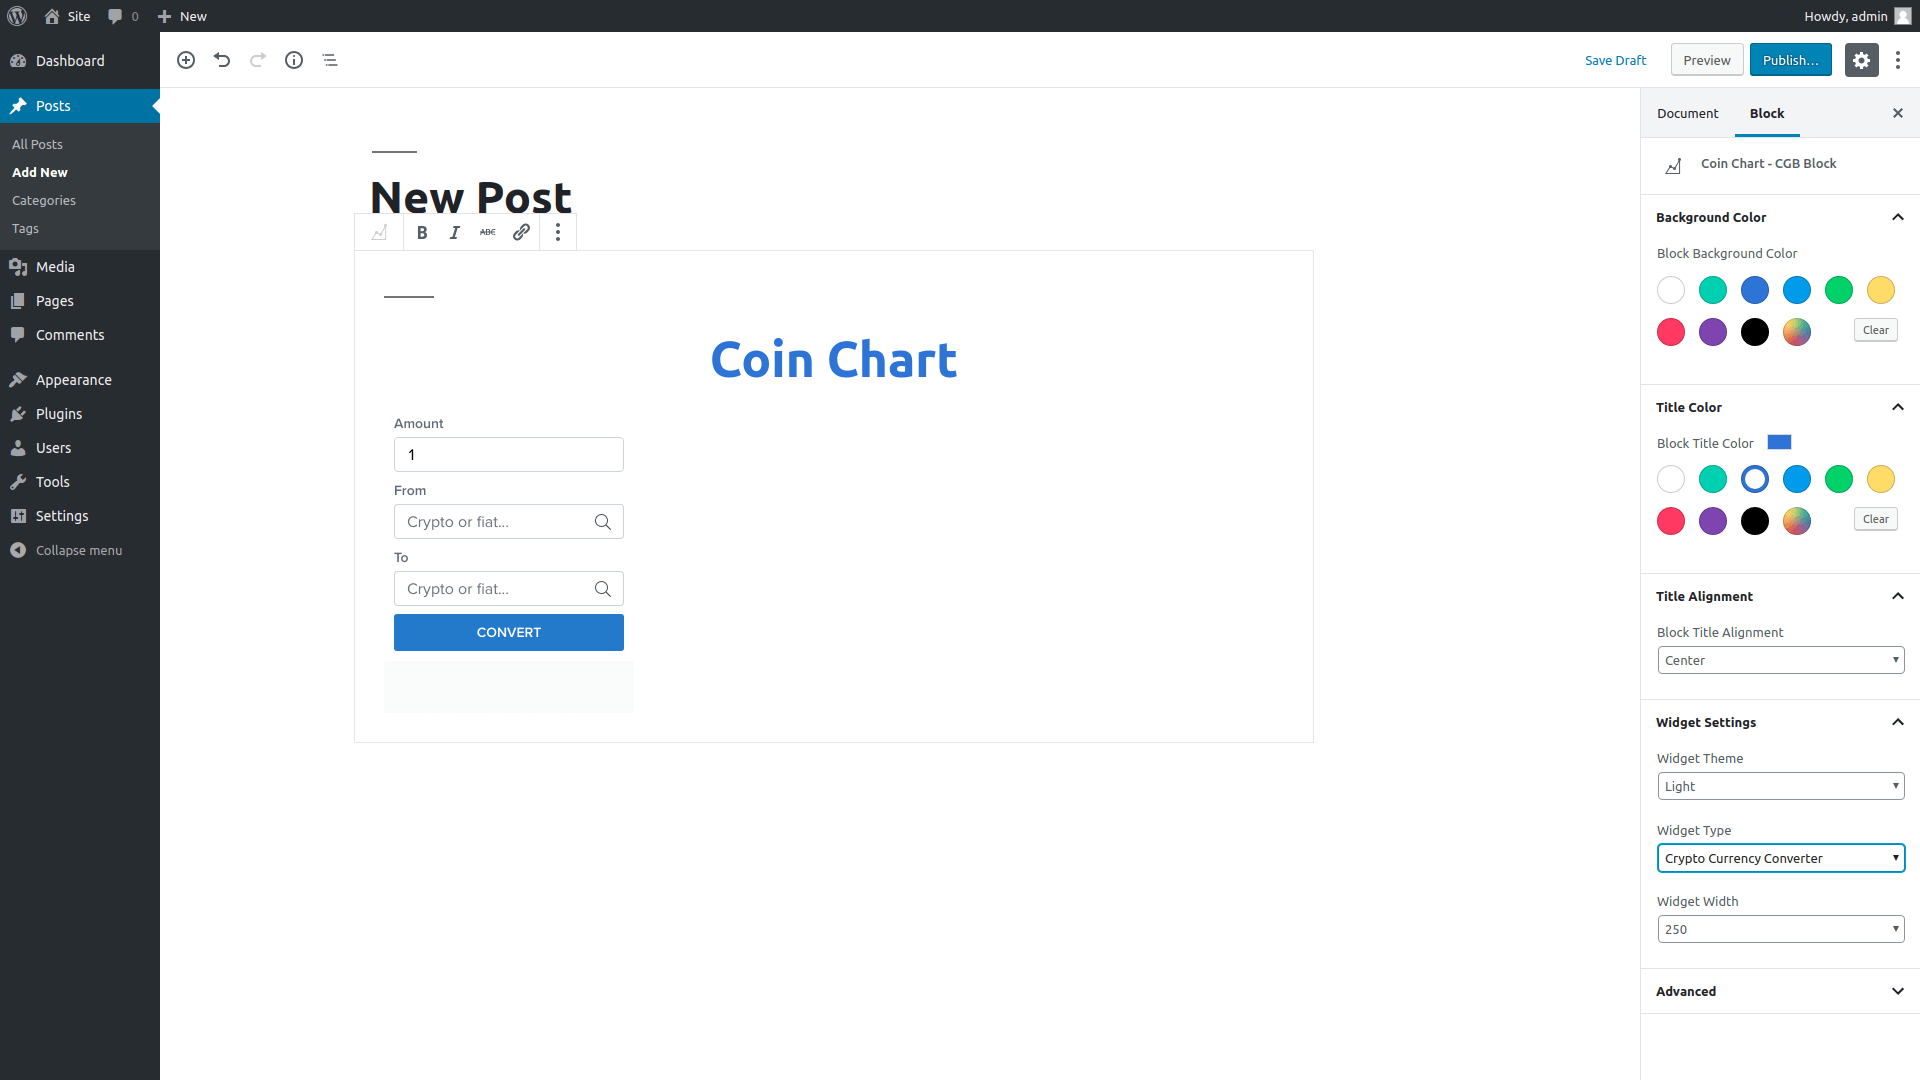 Site
0
New
Howdy, admin
Dashboard
Posts
All Posts
Add New
Categories
Tags
Media
Pages
Comments
Appearance
Plugins
Users
Tools
Settings
Collapse menu
Save Draft
Preview
Publish...
New Post
B
I
ABC
Coin Chart
Amount
1
From
Crypto or fiat...
To
Crypto or fiat...
CONVERT
Document
Block
Coin Chart - CGB Block
Background Color
Block Background Color
Clear
Title Color
Block Title Color
Clear
Title Alignment
Block Title Alignment
Center
Widget Settings
Widget Theme
Light
Widget Type
Crypto Currency Converter
Widget Width
250
Advanced